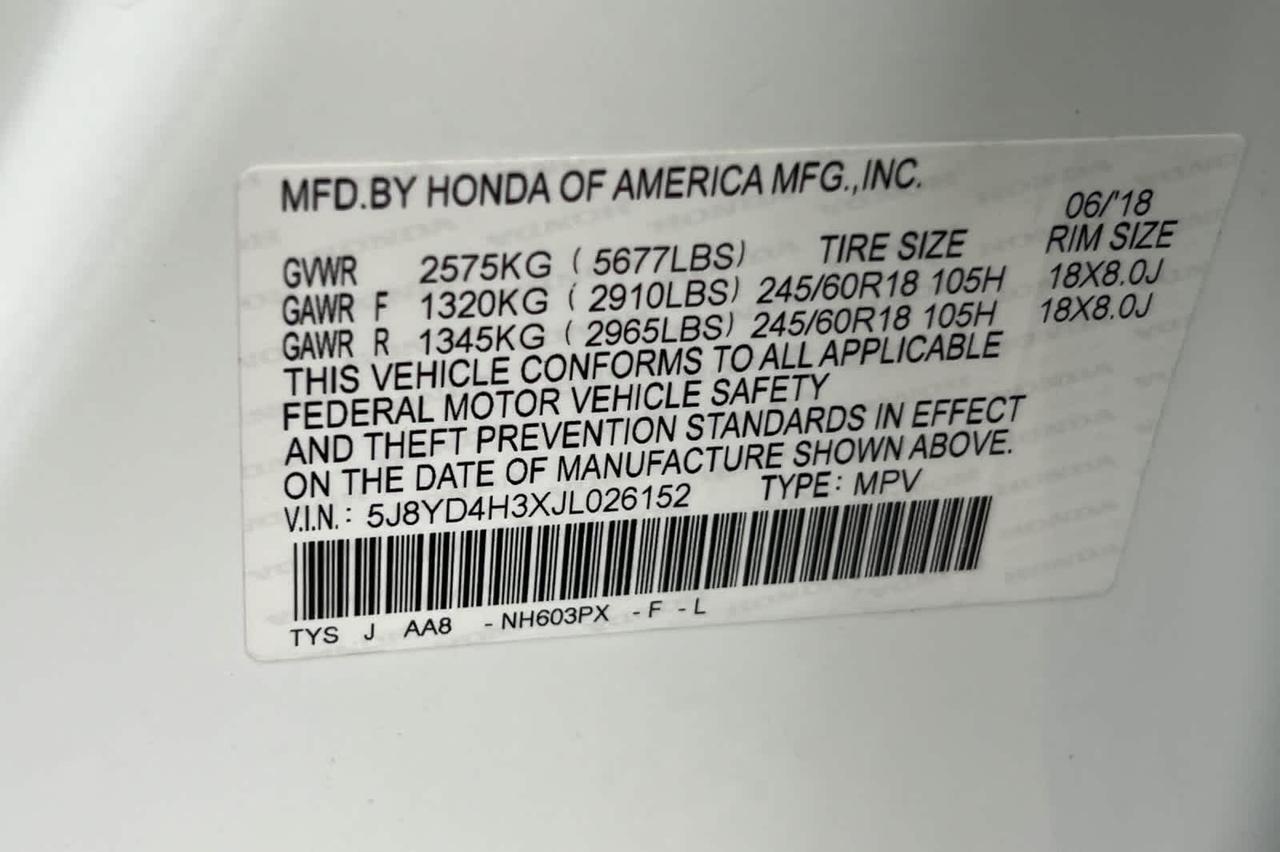 MFD.BY HONDA OF AMERICA MFG.,INC.
06/'18
GVWR 2575KG ( 5677LBS) TIRE SIZE RIM SIZE
GAWR F 1320KG ( 2910LBS) 245/60R18 105H 18X8.0J
GAWR R 1345KG ( 2965LBS) 245/60R18 105H 18X8.0J
THIS VEHICLE CONFORMS TO ALL APPLICABLE
FEDERAL MOTOR VEHICLE SAFETY
AND THEFT PREVENTION STANDARDS IN EFFECT
ON THE DATE OF MANUFACTURE SHOWN ABOVE.
V.I.N.: 5J8YD4H3XJL026152 TYPE: MPV
TYS J AA8 -NH603PX -F -L